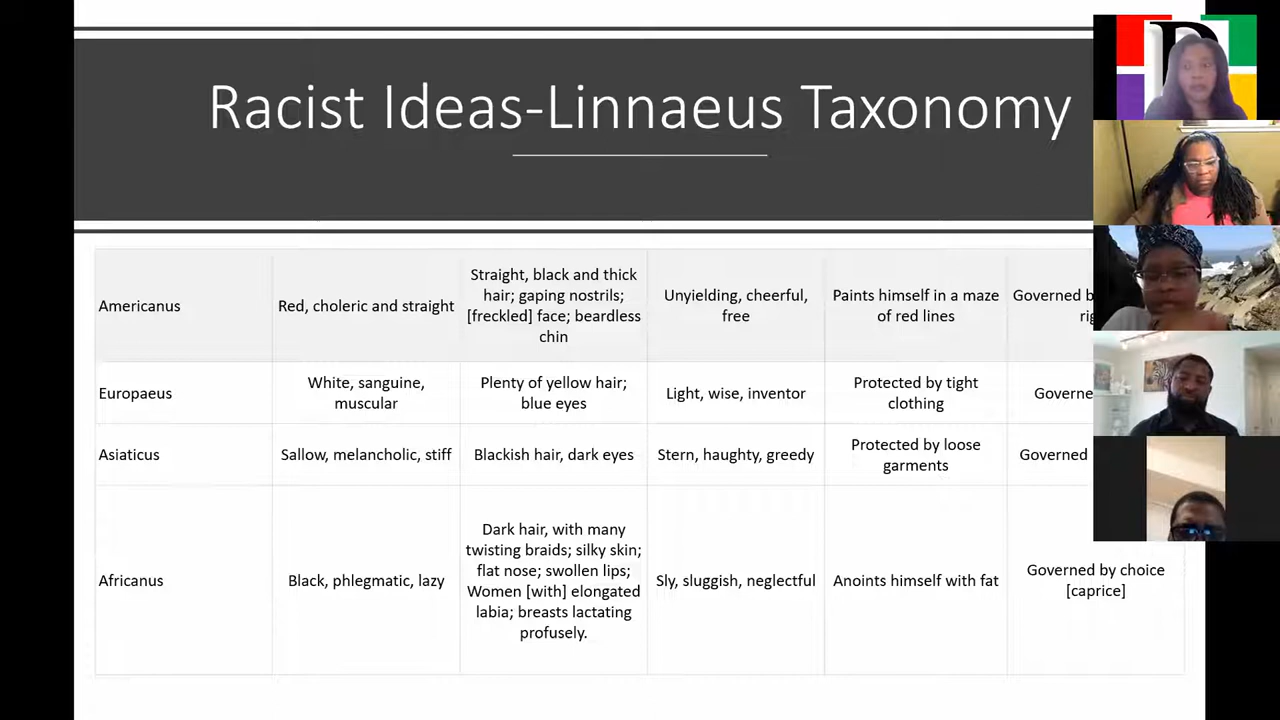 Racist Ideas-Linnaeus Taxonomy
Americanus
Red, choleric and straight
Straight, black and thick
hair; gaping nostrils;
[freckled] face; beardless
chin
Unyielding, cheerful,
free
Paints himself in a maze
of red lines
Governed
Europaeus
White, sanguine,
muscular
Plenty of yellow hair;
blue eyes
Light, wise, inventor
Protected by tight
clothing
Asiaticus
Sallow, melancholic, stiff
Blackish hair, dark eyes
Stern, haughty, greedy
Protected by loose
garments
Governed
Africanus
Black, phlegmatic, lazy
Dark hair, with many
twisting braids; silky skin;
flat nose; swollen lips;
Women [with] elongated
labia; breasts lactating
profusely.
Sly, sluggish, neglectful
Anoints himself with fat
Governed by choice
[caprice]